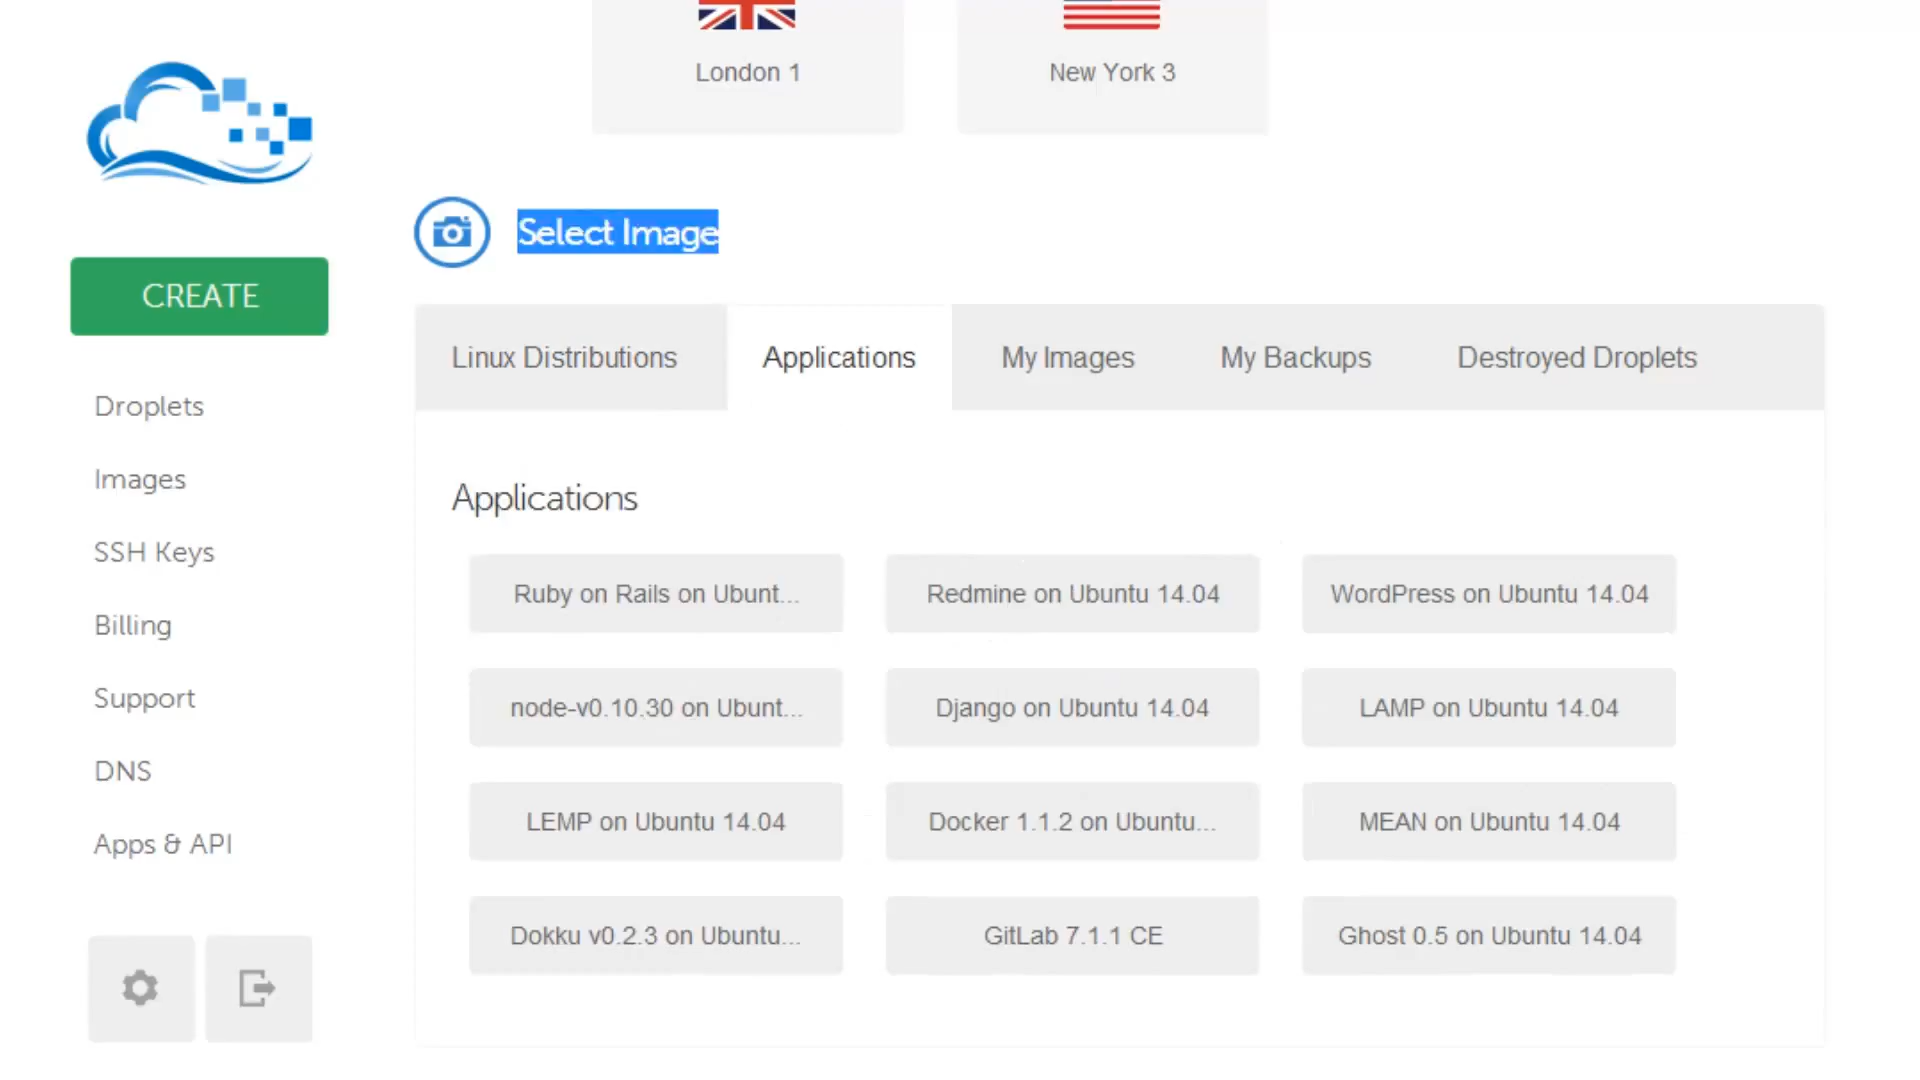 London 1
New York 3
Select Image
CREATE
Linux Distributions
Applications
My Images
My Backups
Destroyed Droplets
Droplets
Images
SSH Keys
Billing
Support
DNS
Apps & API
Applications
Ruby on Rails on Ubunt...
Redmine on Ubuntu 14.04
WordPress on Ubuntu 14.04
node-v0.10.30 on Ubunt...
Django on Ubuntu 14.04
LAMP on Ubuntu 14.04
LEMP on Ubuntu 14.04
Docker 1.1.2 on Ubuntu...
MEAN on Ubuntu 14.04
Dokku v0.2.3 on Ubuntu...
GitLab 7.1.1 CE
Ghost 0.5 on Ubuntu 14.04